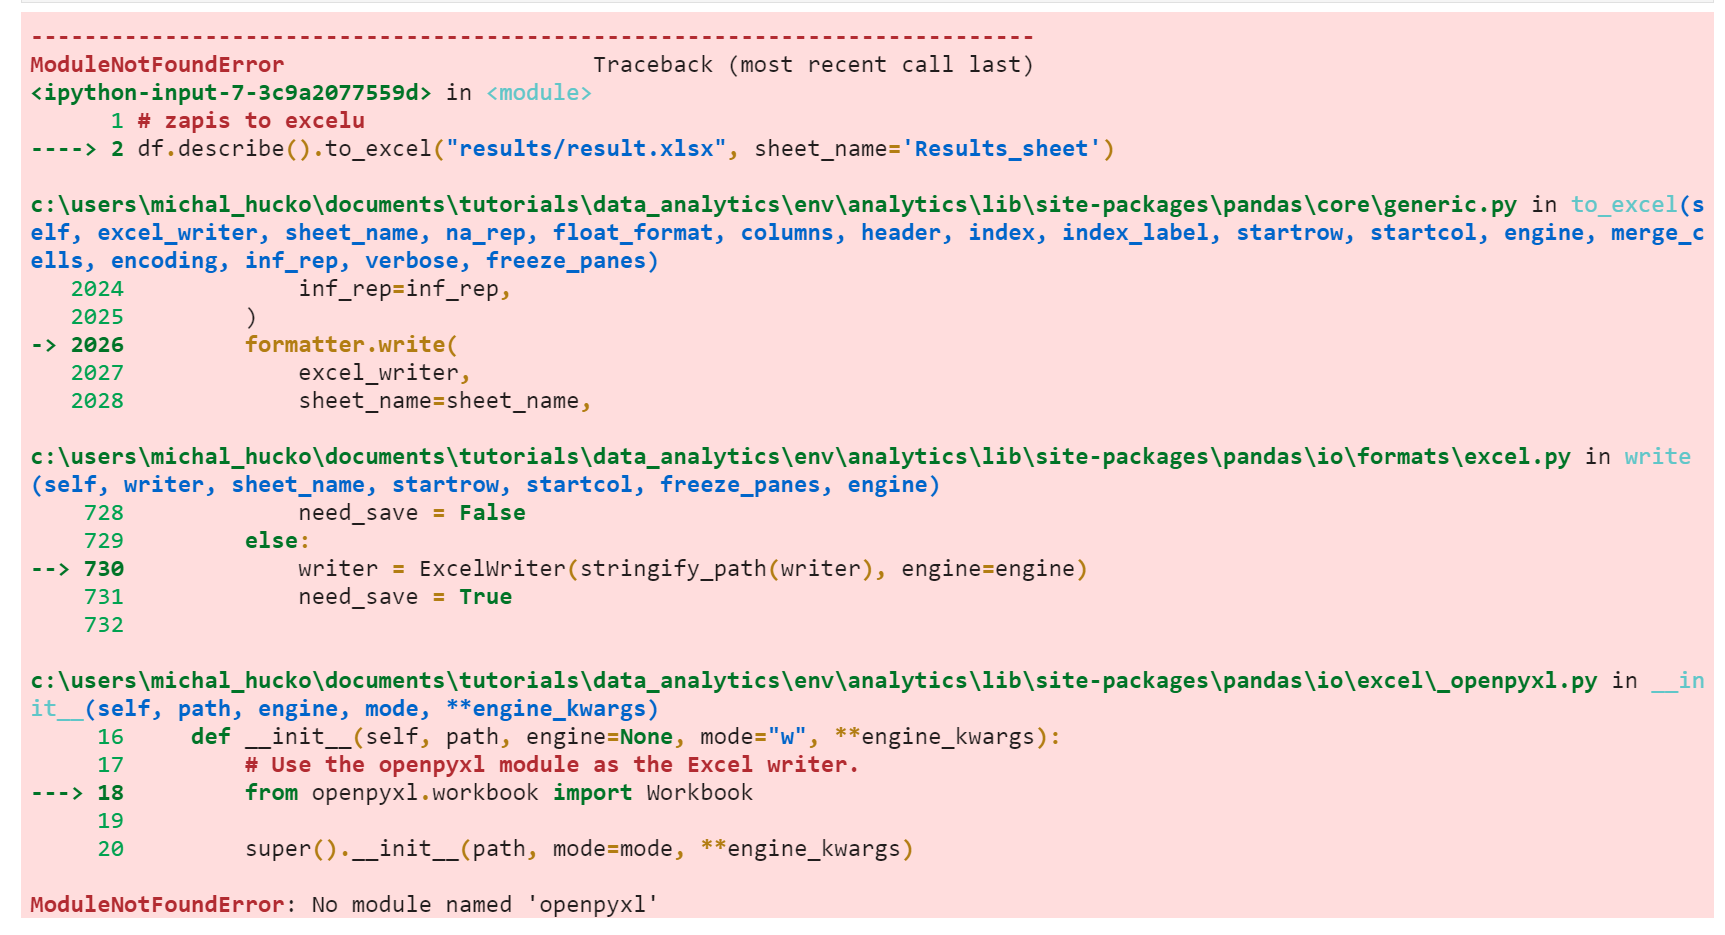 ---------------------------------------------------------------------------
ModuleNotFoundError                       Traceback (most recent call last)
<ipython-input-7-3c9a2077559d> in <module>
      1 # zapis to excelu
----> 2 df.describe().to_excel("results/result.xlsx", sheet_name='Results_sheet')

c:\users\michal_hucko\documents\tutorials\data_analytics\env\analytics\lib\site-packages\pandas\core\generic.py in to_excel(s
elf, excel_writer, sheet_name, na_rep, float_format, columns, header, index, index_label, startrow, startcol, engine, merge_c
ells, encoding, inf_rep, verbose, freeze_panes)
   2024             inf_rep=inf_rep,
   2025         )
-> 2026         formatter.write(
   2027             excel_writer,
   2028             sheet_name=sheet_name,

c:\users\michal_hucko\documents\tutorials\data_analytics\env\analytics\lib\site-packages\pandas\io\formats\excel.py in write
(self, writer, sheet_name, startrow, startcol, freeze_panes, engine)
    728             need_save = False
    729         else:
--> 730             writer = ExcelWriter(stringify_path(writer), engine=engine)
    731             need_save = True
    732 

c:\users\michal_hucko\documents\tutorials\data_analytics\env\analytics\lib\site-packages\pandas\io\excel\_openpyxl.py in __in
it__(self, path, engine, mode, **engine_kwargs)
     16     def __init__(self, path, engine=None, mode="w", **engine_kwargs):
     17         # Use the openpyxl module as the Excel writer.
---> 18         from openpyxl.workbook import Workbook
     19 
     20         super().__init__(path, mode=mode, **engine_kwargs)

ModuleNotFoundError: No module named 'openpyxl'